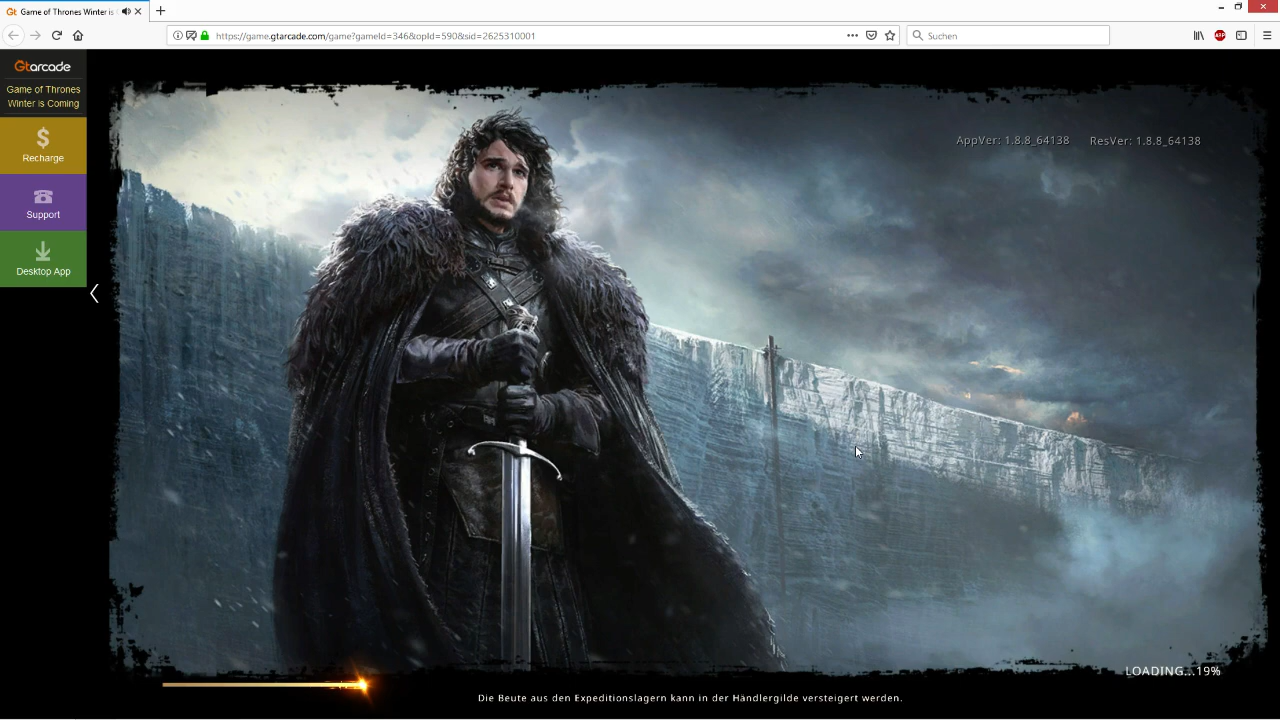 Gt Game of Thrones Winter is
https://game.gtarcade.com/game?gameId=346&opId=590&sid=2625310001
Suchen
ABP
Gtarcade
Game of Thrones
Winter is Coming
$
Recharge
Support
Desktop App
AppVer: 1.8.8_64138 ResVer: 1.8.8_64138
LOADING...19%
Die Beute aus den Expeditionslagern kann in der Händlergilde versteigert werden.